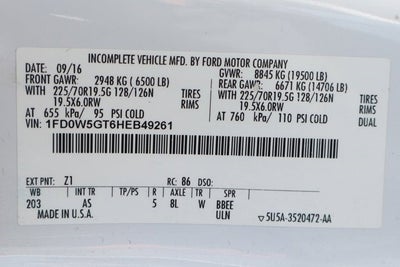 INCOMPLETE VEHICLE MFD. BY FORD MOTOR COMPANY
DATE: 09/16 GVWR: 8845 KG (19500 LB)
FRONT GAWR: 2948 KG ( 6500 LB) REAR GAWR: 6671 KG (14706 LB)
WITH 225/70R19.5G 128/126N TIRES WITH 225/70R19.5G 128/126N TIRES
19.5X6.0RW RIMS 19.5X6.0RW RIMS
AT 655 kPa/ 95 PSI COLD AT 760 kPa/ 110 PSI COLD DUAL
VIN: 1FD0W5GT6HEB49261
EXT PNT: Z1 RC: 86 DSO:
WB INT TR TP/PS R AXLE TR SPR
203 AS 5 8L W BBEE
MADE IN U.S.A. ULN 5U5A-3520472-AA